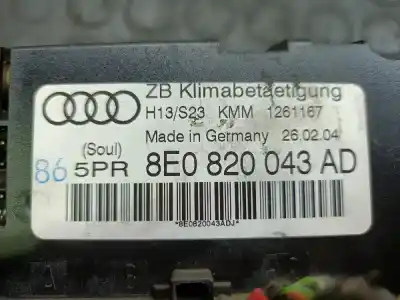 ZB Klimabetaetigung
H13/S23 KMM 1261167
Made in Germany 26.02.04
(Soul)
86 5PR 8E0 820 043 AD
*8E0820043ADJ*